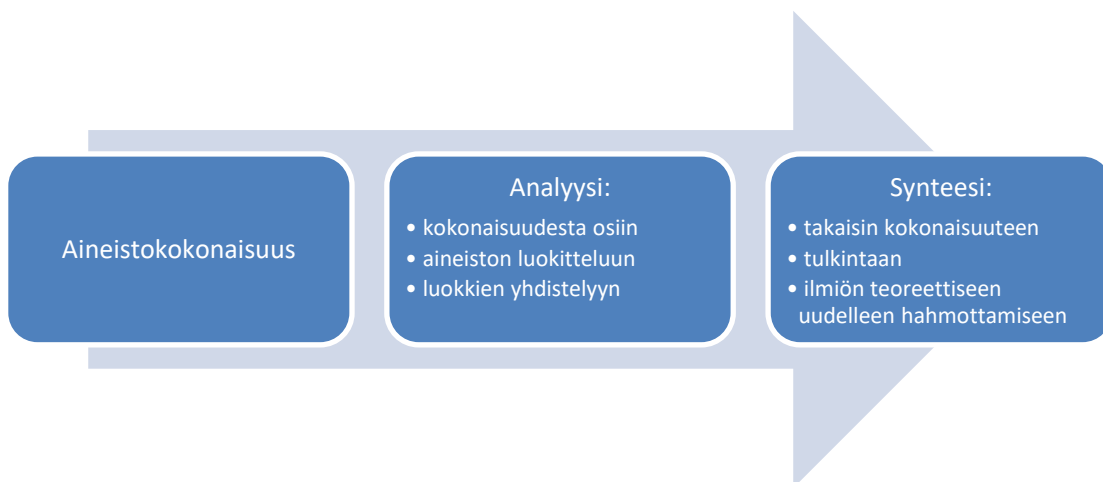 Aineistokokonaisuus
Analyysi:
• kokonaisuudesta osiin
• aineiston luokitteluun
• luokkien yhdistelyyn
Synteesi:
• takaisin kokonaisuuteen
• tulkintaan
• ilmiön teoreettiseen
uudelleen hahmottamiseen